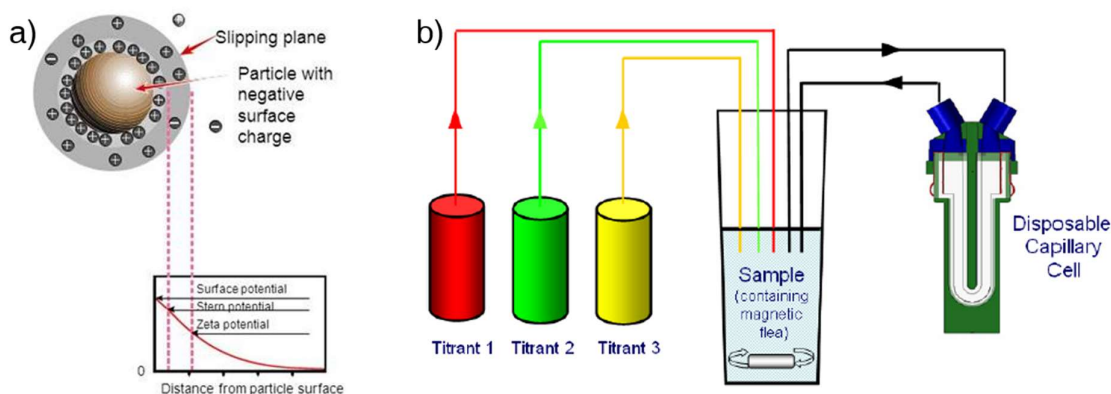 a)
Slipping plane
Particle with
negative
surface
charge
Surface potential
Stern potential
Zeta potential
0
Distance from particle surface
b)
Titrant 1
Titrant 2
Titrant 3
Sample
(containing
magnetic
flea)
Disposable
Capillary
Cell